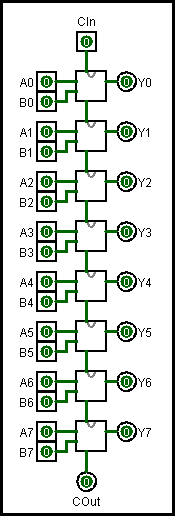 CIn
0
A0 0 0 Y0
B0 0
A1 0 0 Y1
B1 0
A2 0 0 Y2
B2 0
A3 0 0 Y3
B3 0
A4 0 0 Y4
B4 0
A5 0 0 Y5
B5 0
A6 0 0 Y6
B6 0
A7 0 0 Y7
B7 0
0
COut